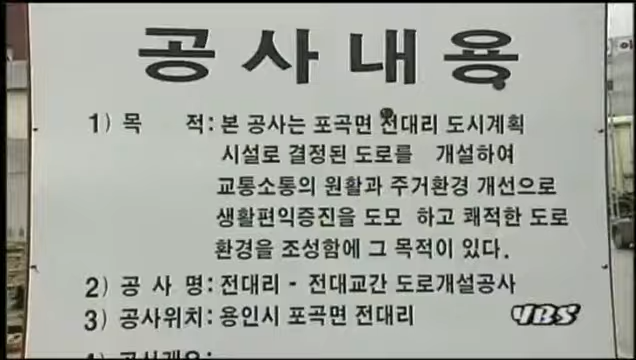 공사내용
1) 목 적: 본 공사는 포곡면 전대리 도시계획
시설로 결정된 도로를 개설하여
교통소통의 원활과 주거환경 개선으로
생활편익증진을 도모 하고 쾌적한 도로
환경을 조성함에 그 목적이 있다.
2) 공 사 명: 전대리 - 전대교간 도로개설공사
3) 공사위치: 용인시 포곡면 전대리
YBS